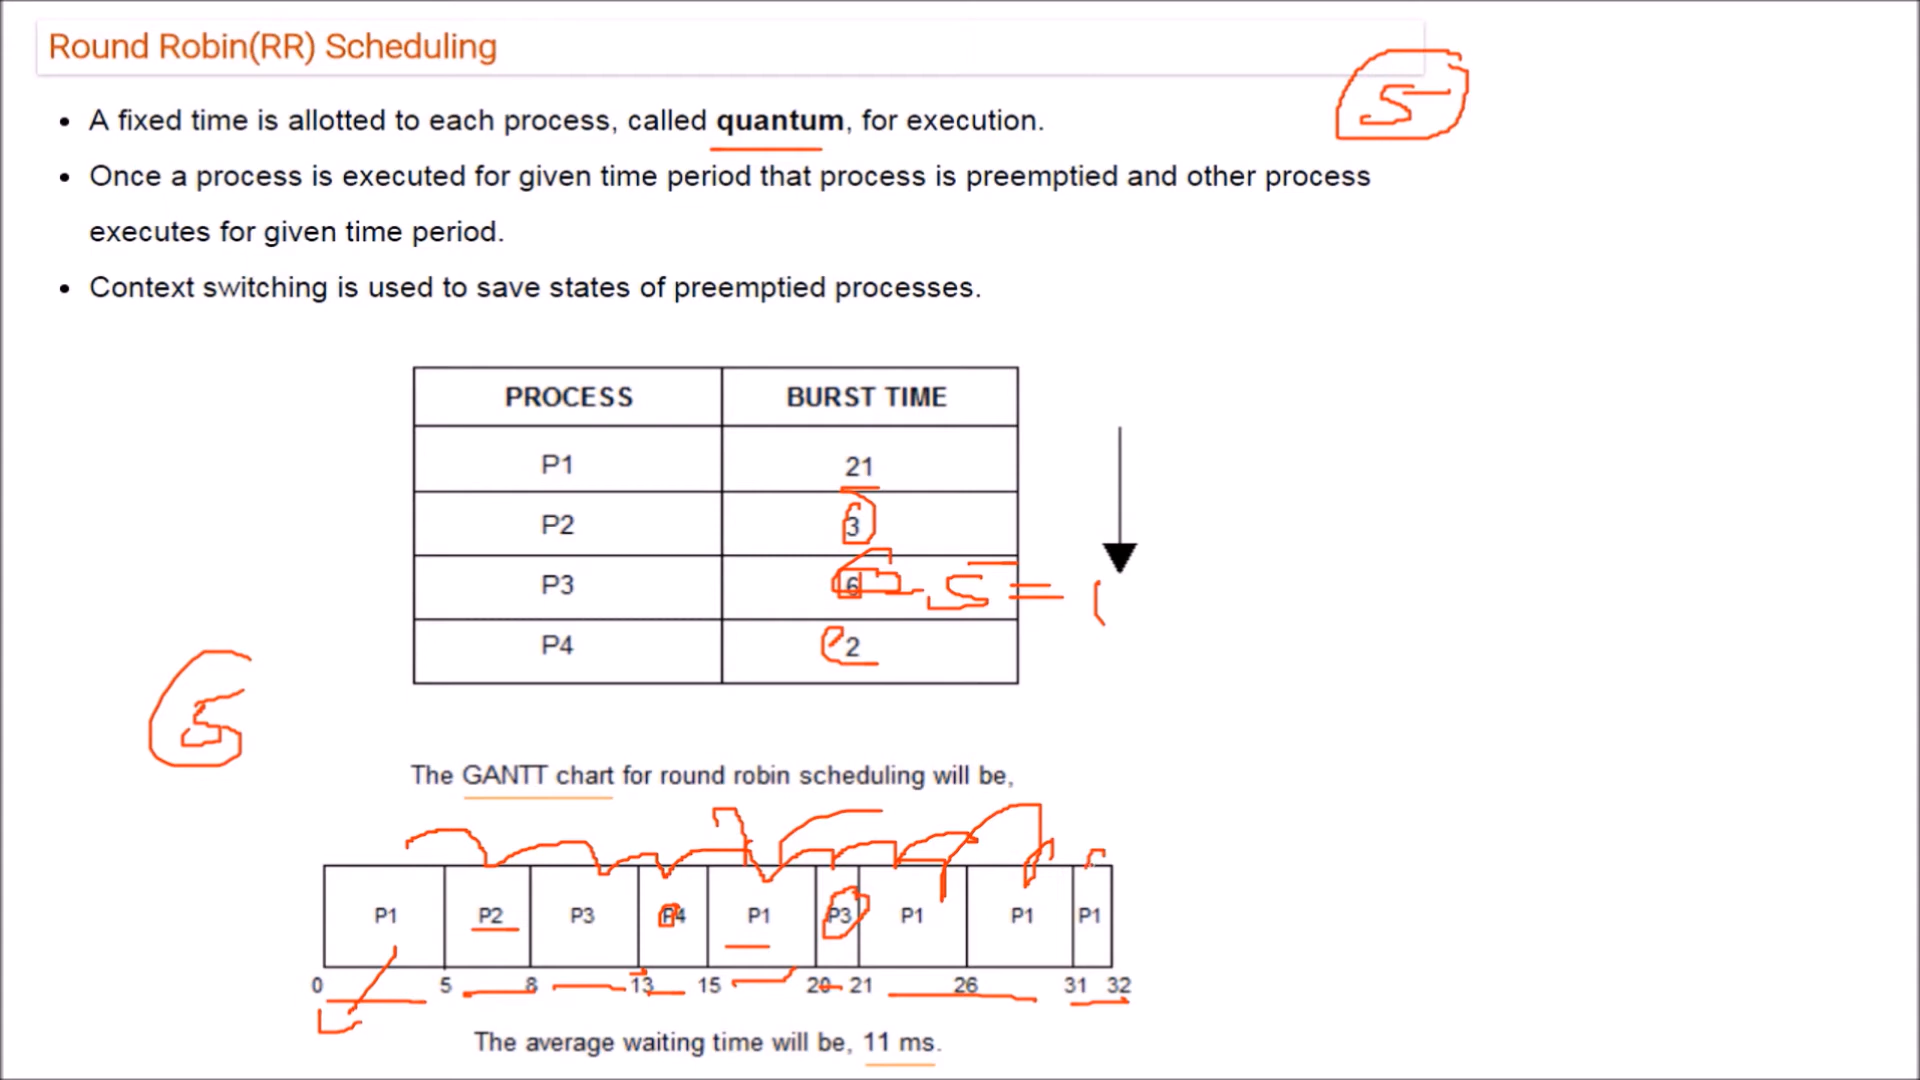 Round Robin(RR) Scheduling
5
• A fixed time is allotted to each process, called quantum, for execution.
• Once a process is executed for given time period that process is preemptied and other process
executes for given time period.
• Context switching is used to save states of preemptied processes.
PROCESS BURST TIME
P1 21
P2 3
P3 6 - 5 =
P4 2
The GANTT chart for round robin scheduling will be,
P1 P2 P3 P4 P1 P3 P1 P1 P1
0 5 8 13 15 20 21 26 31 32
The average waiting time will be, 11 ms.